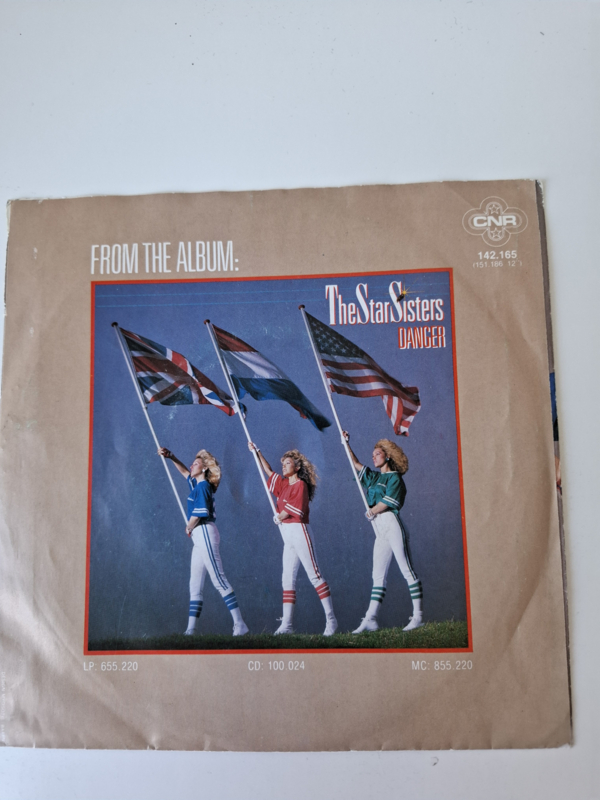 CNR
142.165
(151.186 12")
FROM THE ALBUM:
The Star Sisters
DANGER
LP: 655.220 CD: 100.024 MC: 855.220